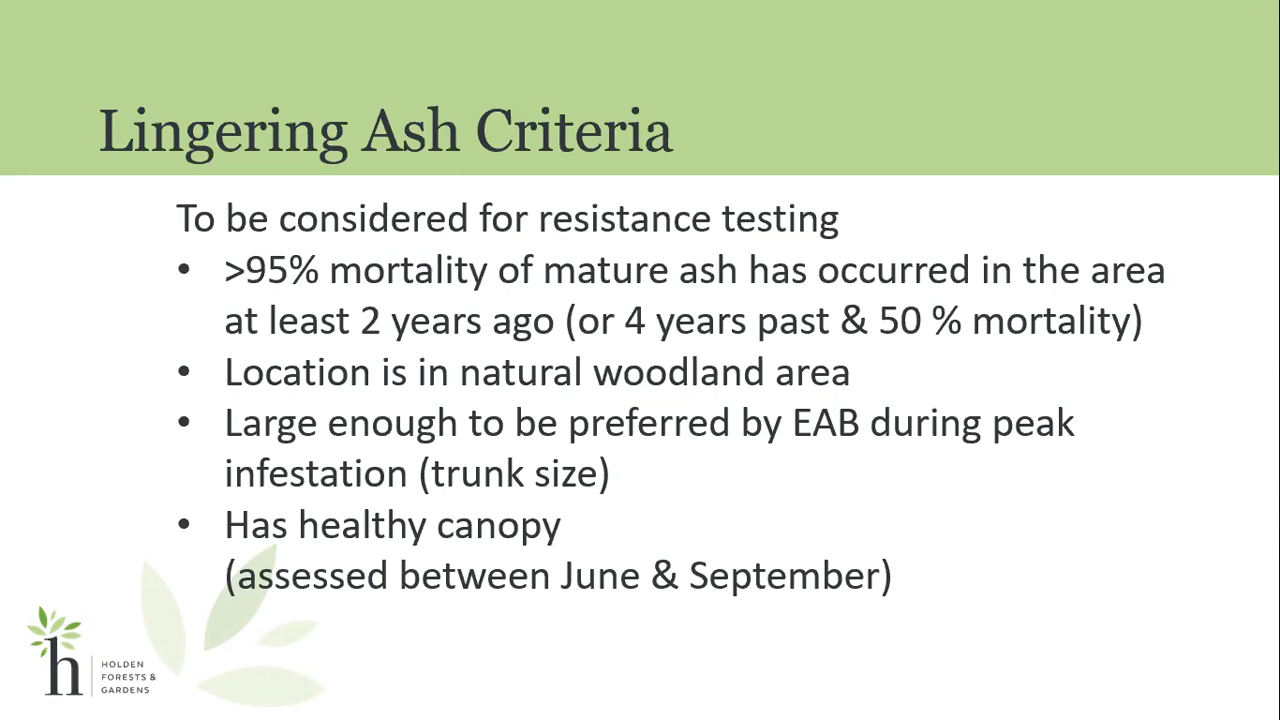 Lingering Ash Criteria
To be considered for resistance testing
• >95% mortality of mature ash has occurred in the area
at least 2 years ago (or 4 years past & 50 % mortality)
• Location is in natural woodland area
• Large enough to be preferred by EAB during peak
infestation (trunk size)
• Has healthy canopy
(assessed between June & September)
h
HOLDEN
FORESTS &
GARDENS